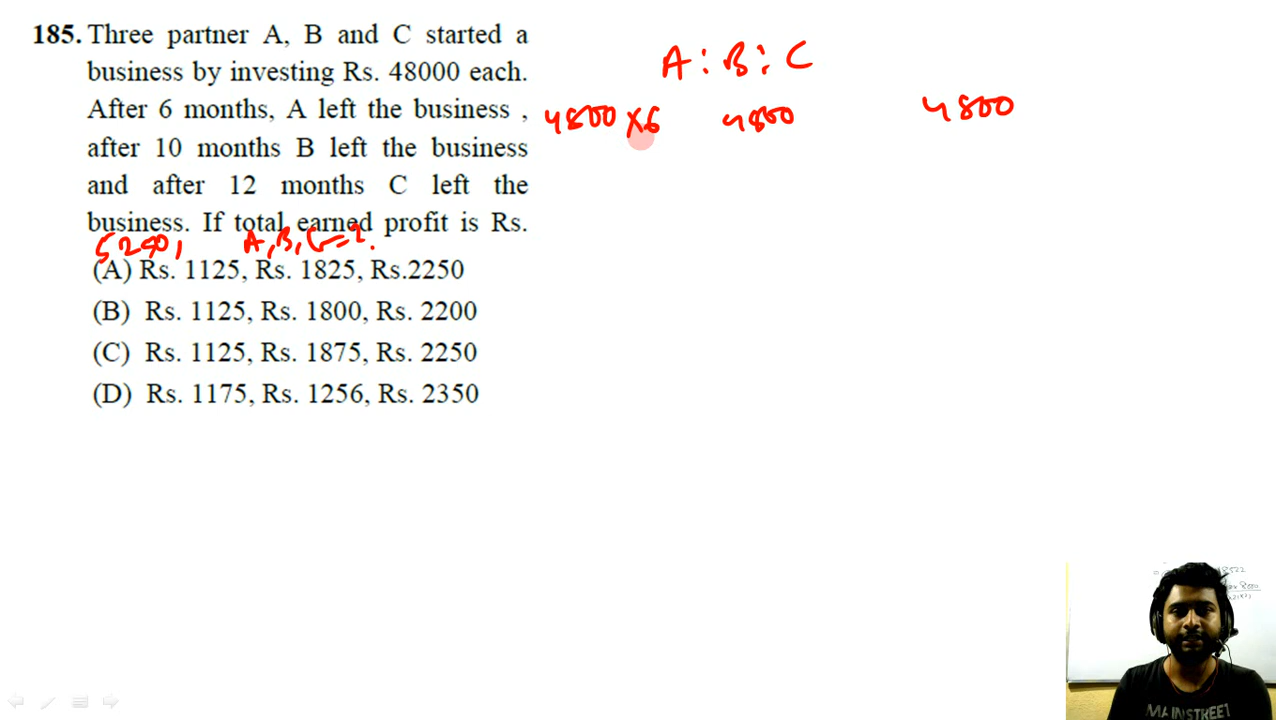 185. Three partner A, B and C started a
business by investing Rs. 48000 each.
After 6 months, A left the business ,
after 10 months B left the business
and after 12 months C left the
business. If total earned profit is Rs.
5250, A, B, C = ?
(A) Rs. 1125, Rs. 1825, Rs.2250
(B) Rs. 1125, Rs. 1800, Rs. 2200
(C) Rs. 1125, Rs. 1875, Rs. 2250
(D) Rs. 1175, Rs. 1256, Rs. 2350
A : B : C
4800 X6 4800 4800
MAINSTREET